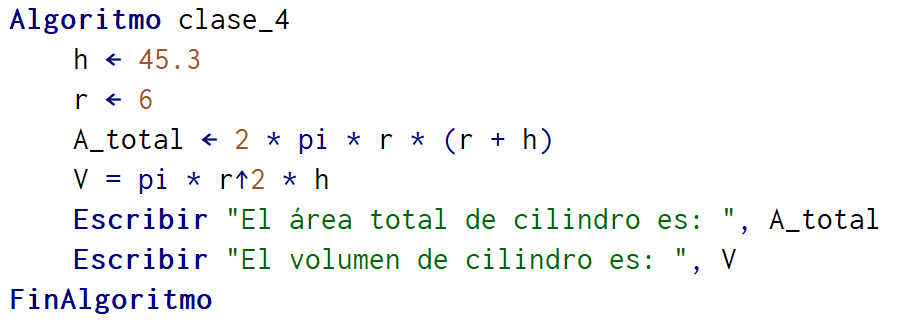 Algoritmo clase_4
    h ← 45.3
    r ← 6
    A_total ← 2 * pi * r * (r + h)
    V = pi * r↑2 * h
    Escribir "El área total de cilindro es: ", A_total
    Escribir "El volumen de cilindro es: ", V
FinAlgoritmo